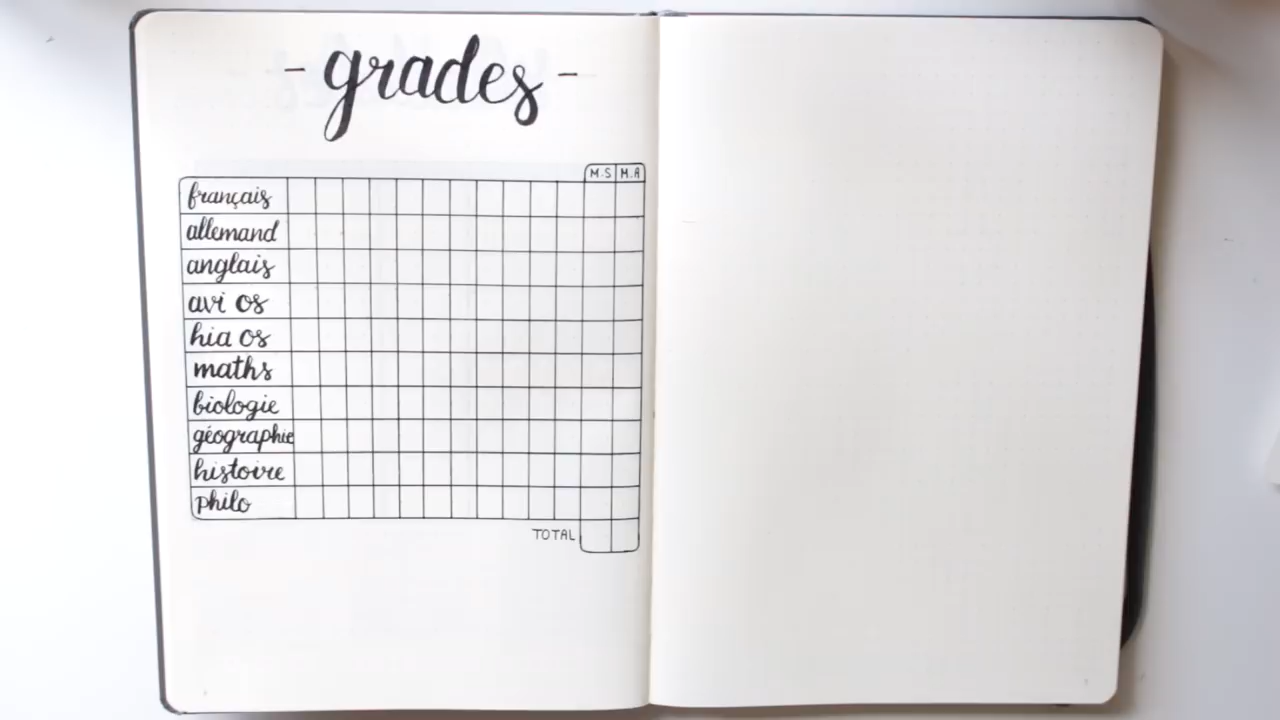 - grades -
M.S M.A
français
allemand
anglais
avi os
hia os
maths
biologie
géographie
histoire
philo
TOTAL